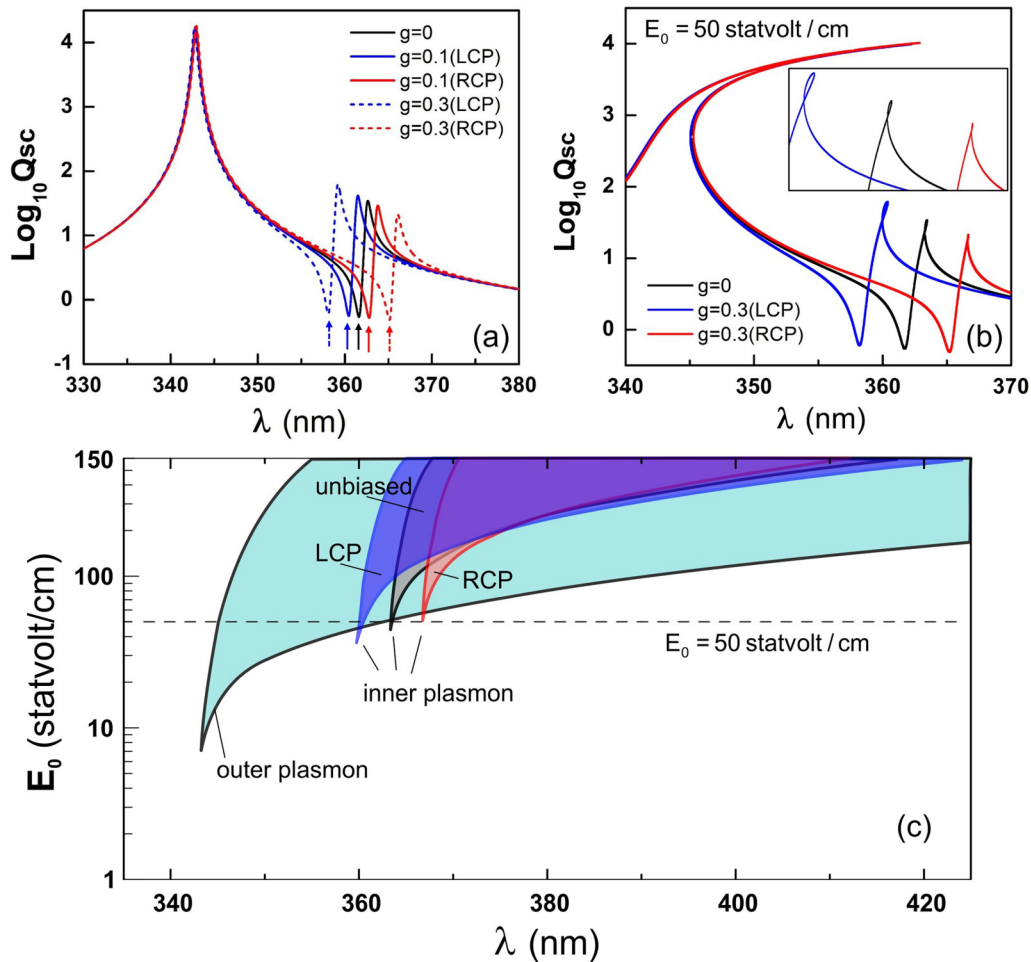 4
3
2
1
0
-1
Log10Qsc
g=0
g=0.1(LCP)
g=0.1(RCP)
g=0.3(LCP)
g=0.3(RCP)
(a)
330 340 350 360 370 380
λ (nm)
E0 = 50 statvolt / cm
4
3
2
1
0
Log10Qsc
g=0
g=0.3(LCP)
g=0.3(RCP)
(b)
340 350 360 370
λ (nm)
150
100
10
1
E0 (statvolt/cm)
unbiased
LCP
RCP
E0 = 50 statvolt / cm
inner plasmon
outer plasmon
(c)
340 360 380 400 420
λ (nm)